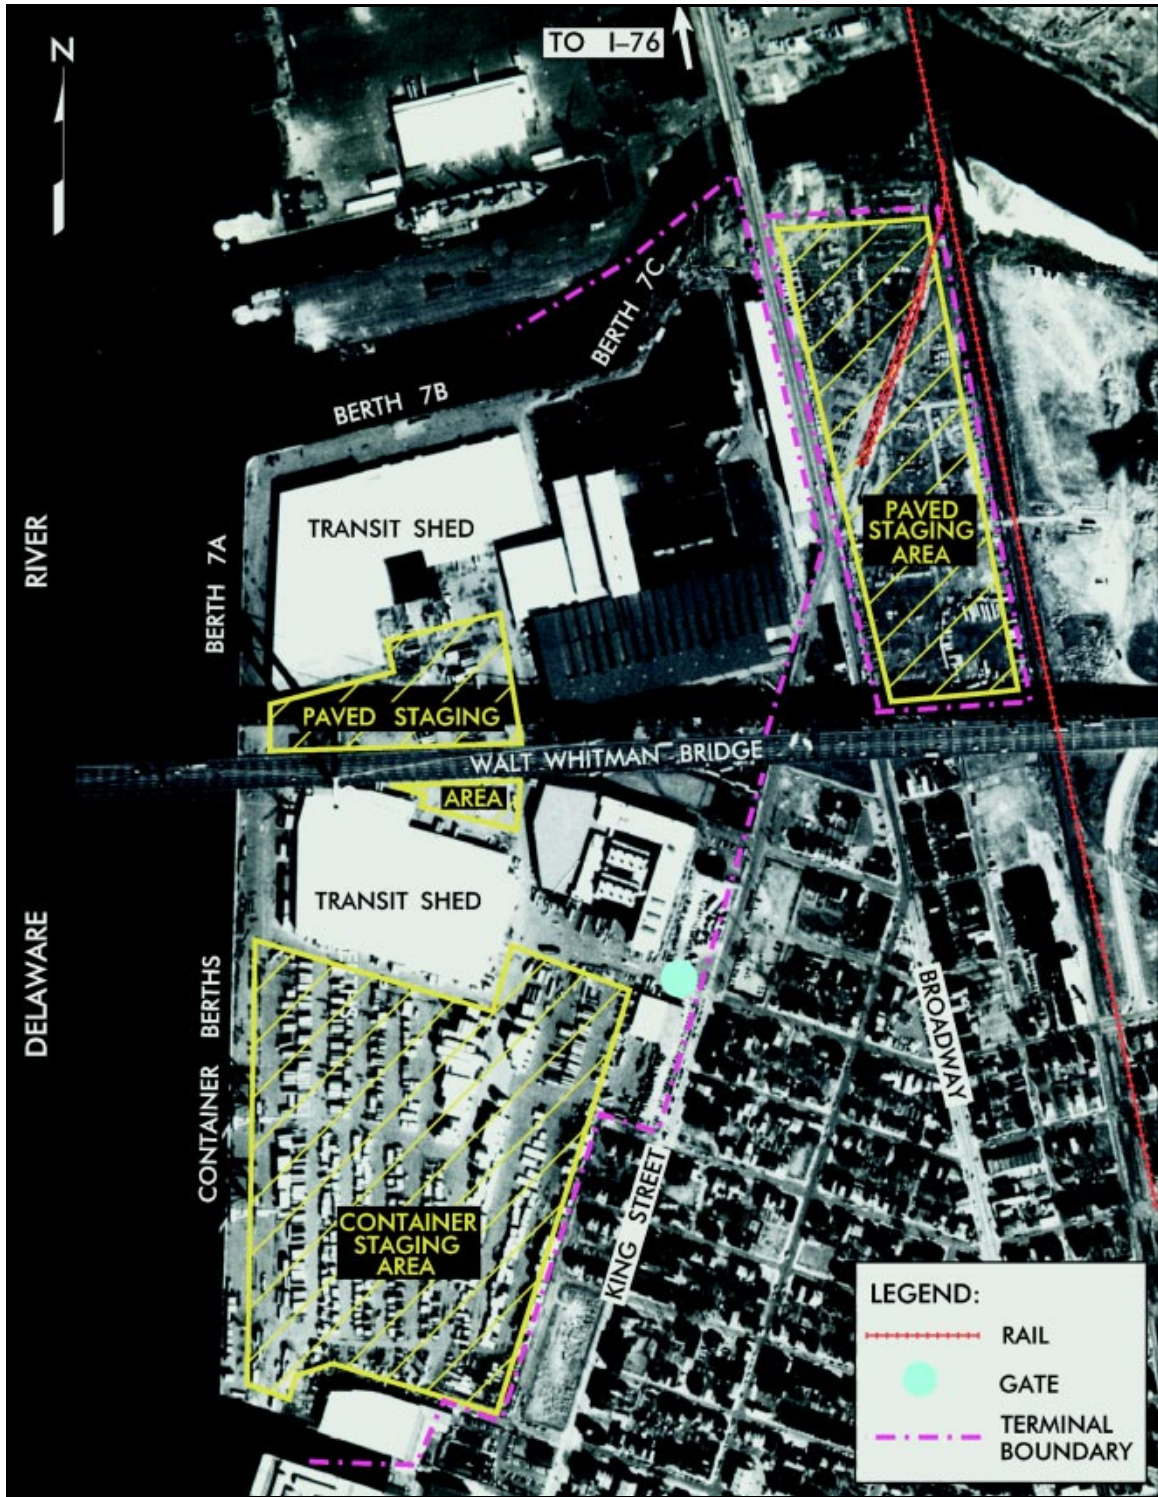 TO I-76
N
BERTH 7C
BERTH 7B
TRANSIT SHED
PAVED
STAGING
AREA
RIVER
BERTH 7A
PAVED STAGING
WALT WHITMAN BRIDGE
AREA
TRANSIT SHED
DELAWARE
CONTAINER BERTHS
BROADWAY
KING STREET
CONTAINER
STAGING
AREA
LEGEND:
RAIL
GATE
TERMINAL
BOUNDARY